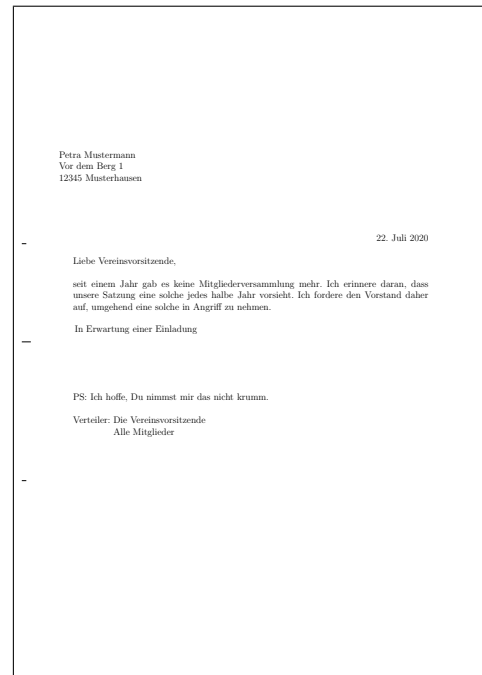 Petra Mustermann
Vor dem Berg 1
12345 Musterhausen
22. Juli 2020
Liebe Vereinsvorsitzende,
seit einem Jahr gab es keine Mitgliederversammlung mehr. Ich erinnere daran, dass
unsere Satzung eine solche jedes halbe Jahr vorsieht. Ich fordere den Vorstand daher
auf, umgehend eine solche in Angriff zu nehmen.
In Erwartung einer Einladung
PS: Ich hoffe, Du nimmst mir das nicht krumm.
Verteiler: Die Vereinsvorsitzende
Alle Mitglieder